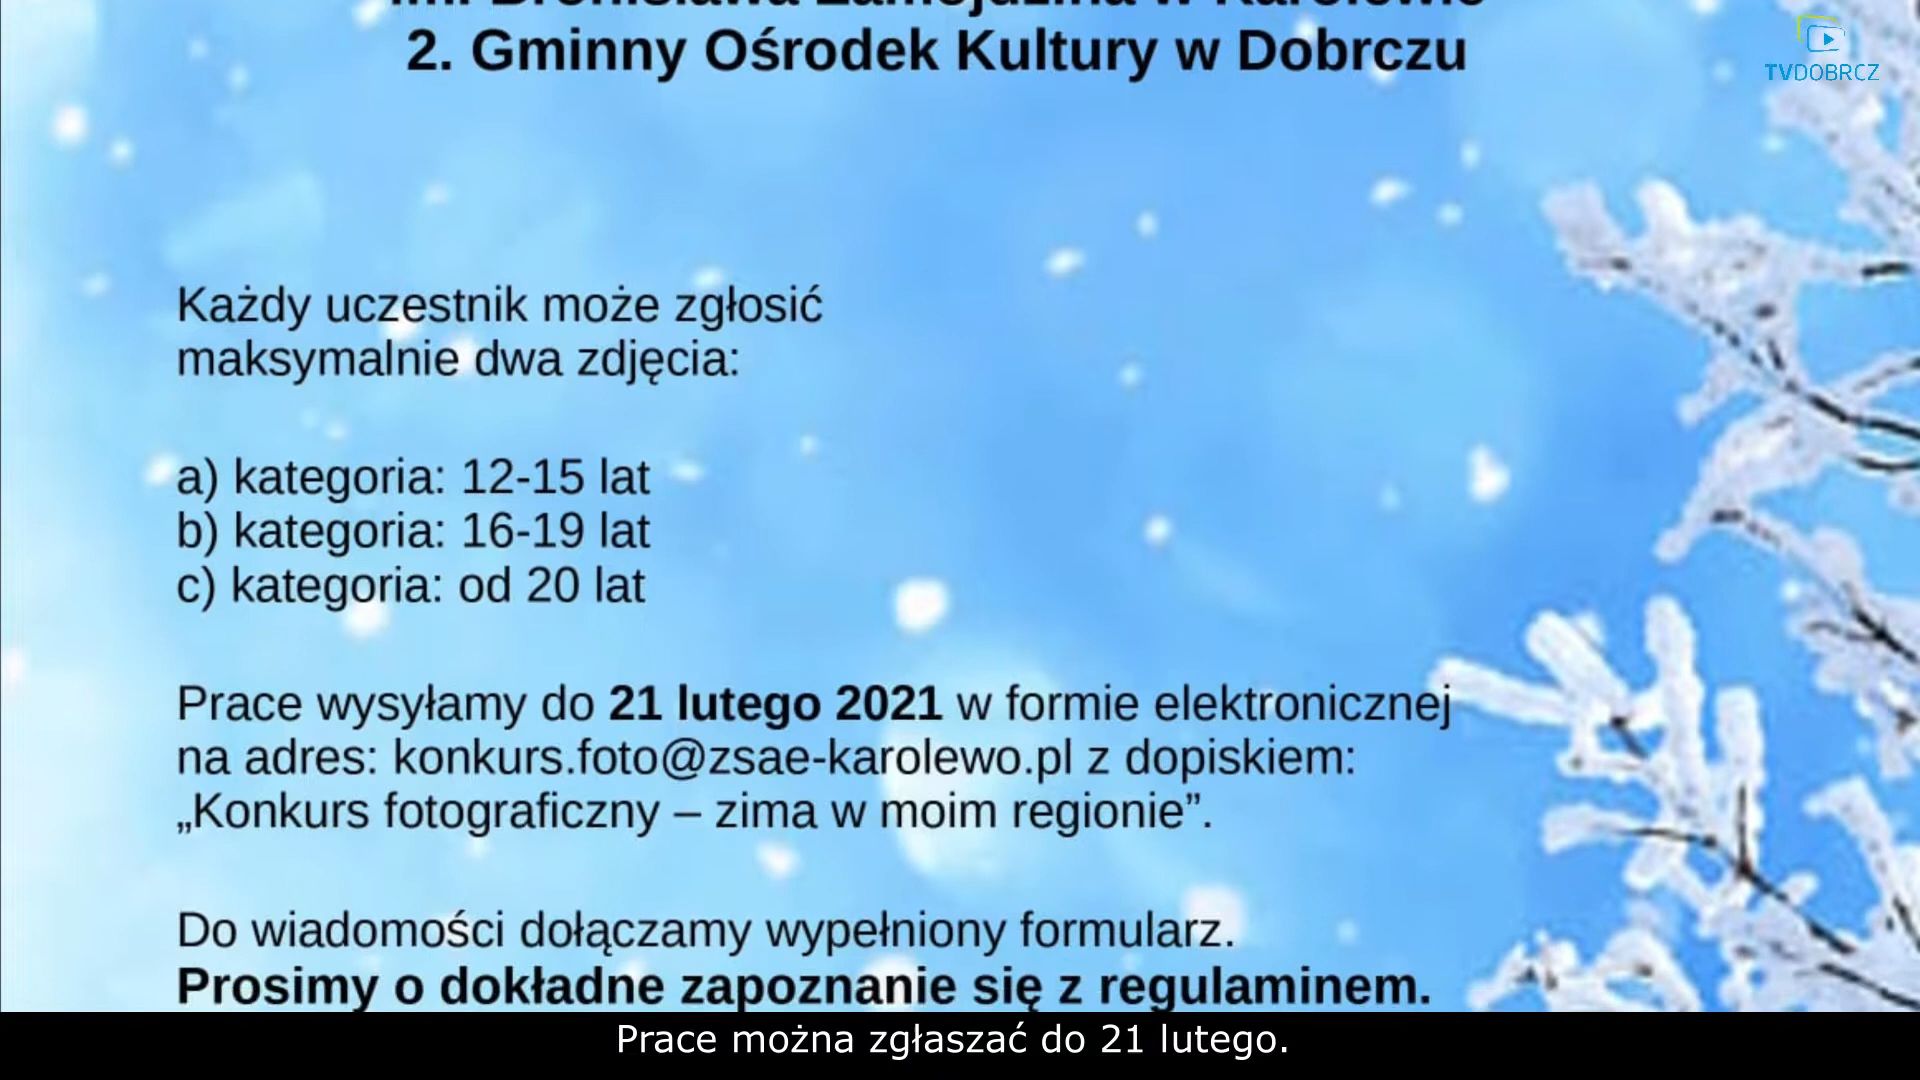 2. Gminny Ośrodek Kultury w Dobrczu
TVDOBRCZ
Każdy uczestnik może zgłosić
maksymalnie dwa zdjęcia:
a) kategoria: 12-15 lat
b) kategoria: 16-19 lat
c) kategoria: od 20 lat
Prace wysyłamy do 21 lutego 2021 w formie elektronicznej
na adres: konkurs.foto@zsae-karolewo.pl z dopiskiem:
„Konkurs fotograficzny – zima w moim regionie”.
Do wiadomości dołączamy wypełniony formularz.
Prosimy o dokładne zapoznanie się z regulaminem.
Prace można zgłaszać do 21 lutego.